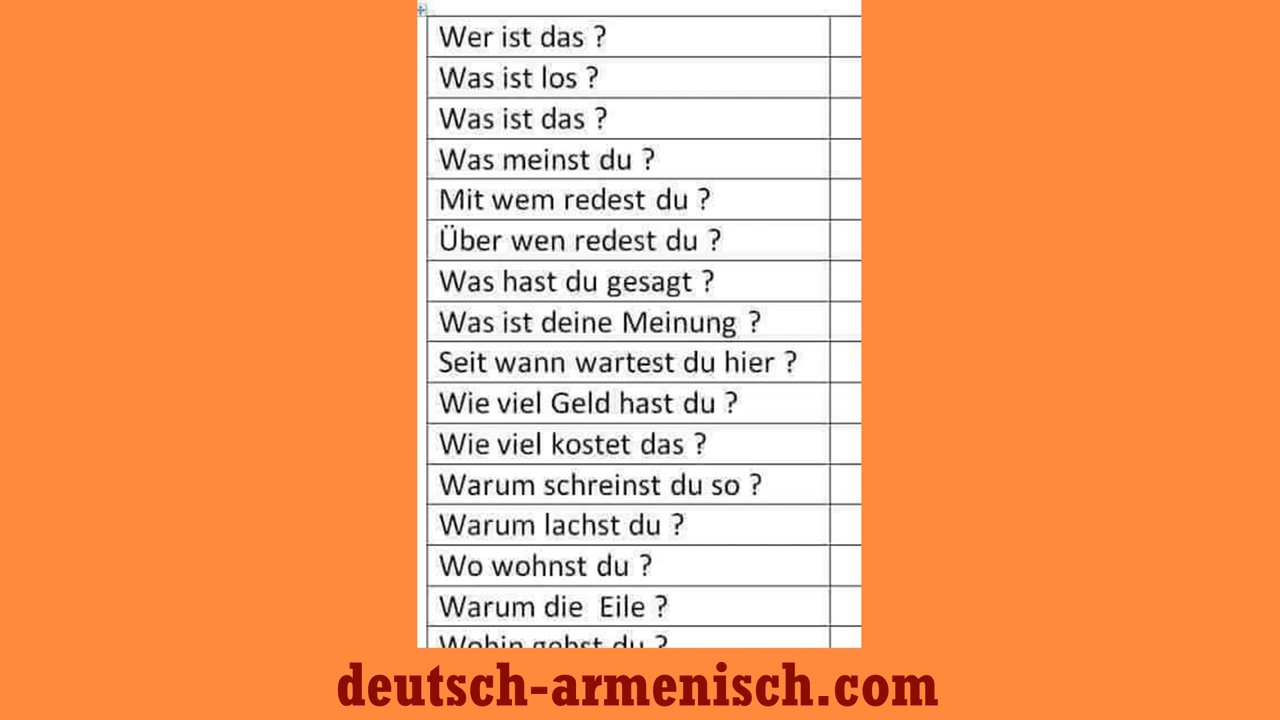 Wer ist das ?
Was ist los ?
Was ist das ?
Was meinst du ?
Mit wem redest du ?
Über wen redest du ?
Was hast du gesagt ?
Was ist deine Meinung ?
Seit wann wartest du hier ?
Wie viel Geld hast du ?
Wie viel kostet das ?
Warum schreinst du so ?
Warum lachst du ?
Wo wohnst du ?
Warum die  Eile ?
Wohin gehst du ?
deutsch-armenisch.com